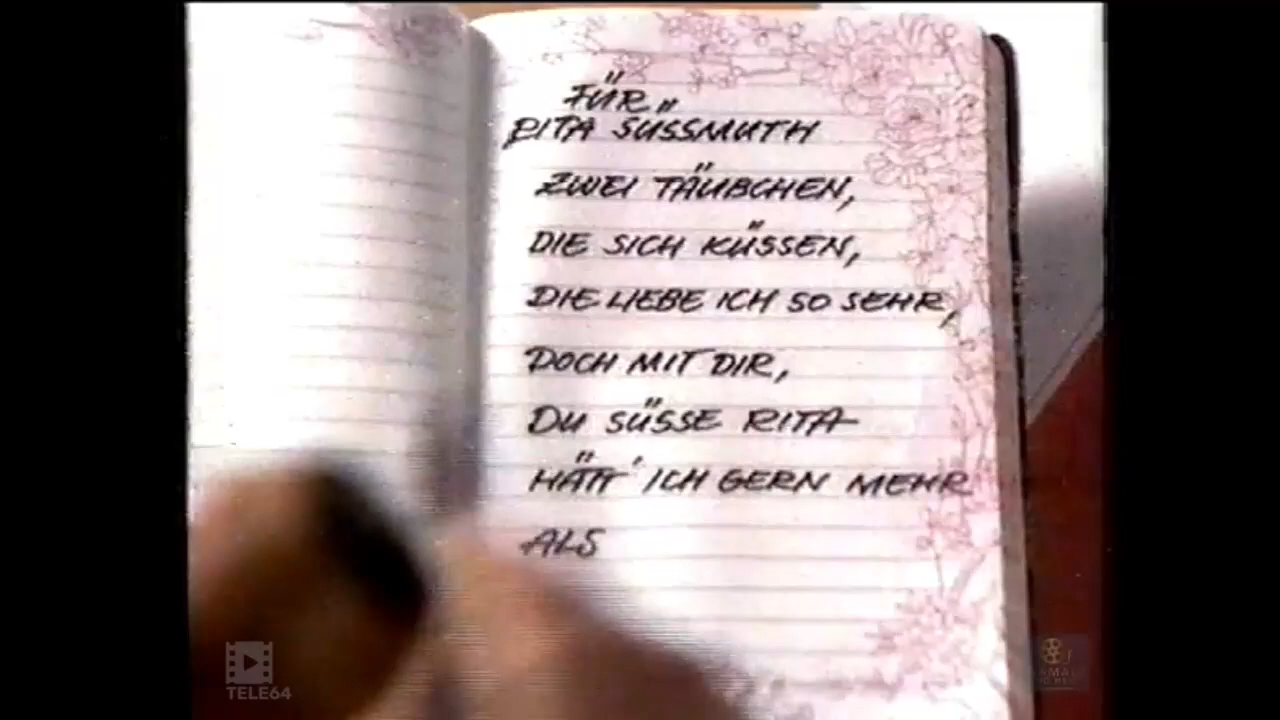 FÜR
RITA SÜSSMUTH
ZWEI TÄUBCHEN,
DIE SICH KÜSSEN,
DIE LIEBE ICH SO SEHR,
DOCH MIT DIR,
DU SÜSSE RITA
HÄTT' ICH GERN MEHR
ALS
TELE64